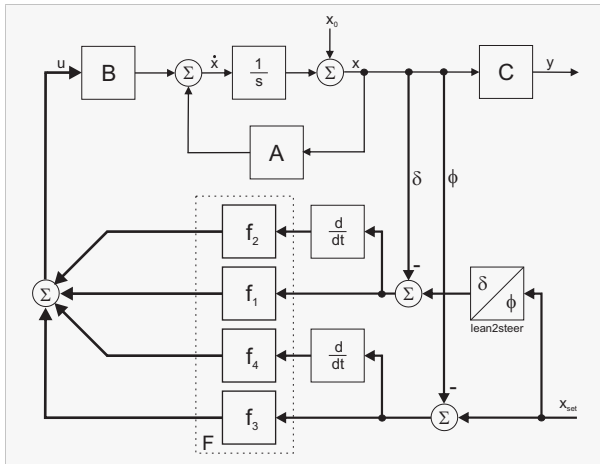 x₀
u
B
Σ
ẋ
1
s
Σ
x
C
y
A
δ
ϕ
f₂
d
dt
-
δ
ϕ
lean2steer
Σ
f₁
Σ
f₄
d
dt
-
f₃
Σ
x_set
F